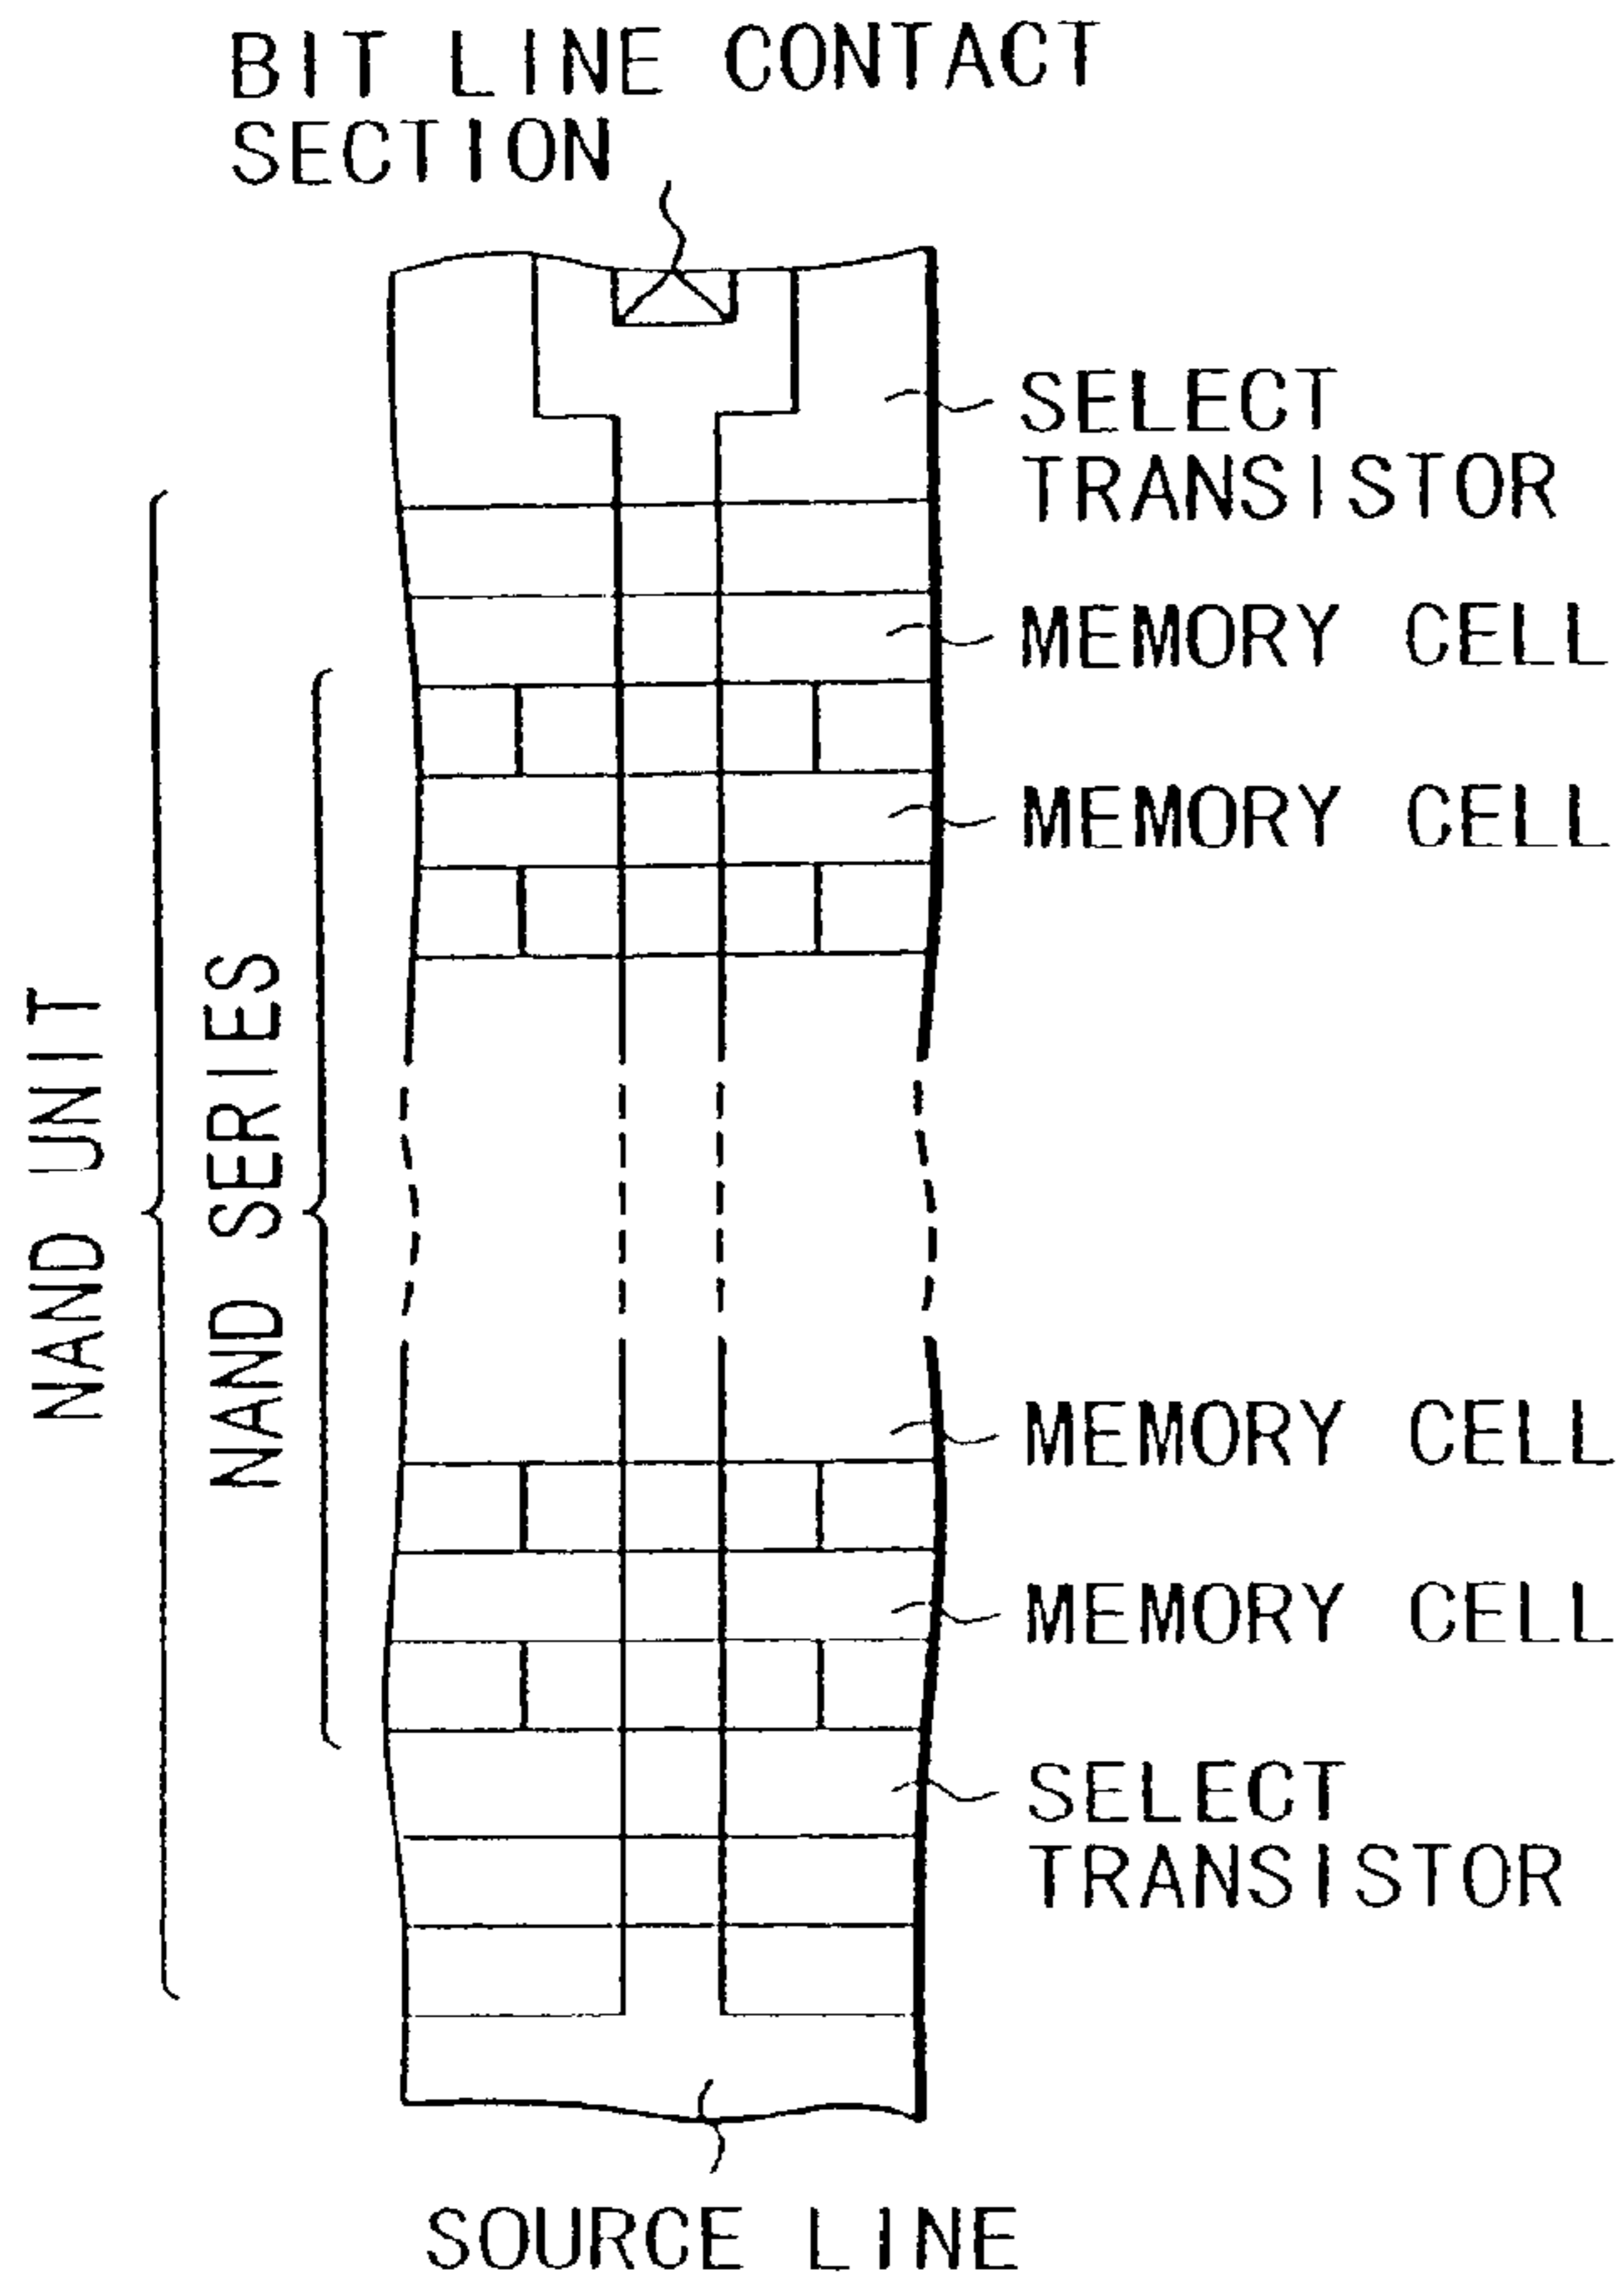 BIT LINE CONTACT
SECTION
SELECT
TRANSISTOR
MEMORY CELL
MEMORY CELL
NAND UNIT
NAND SERIES
MEMORY CELL
MEMORY CELL
SELECT
TRANSISTOR
SOURCE LINE